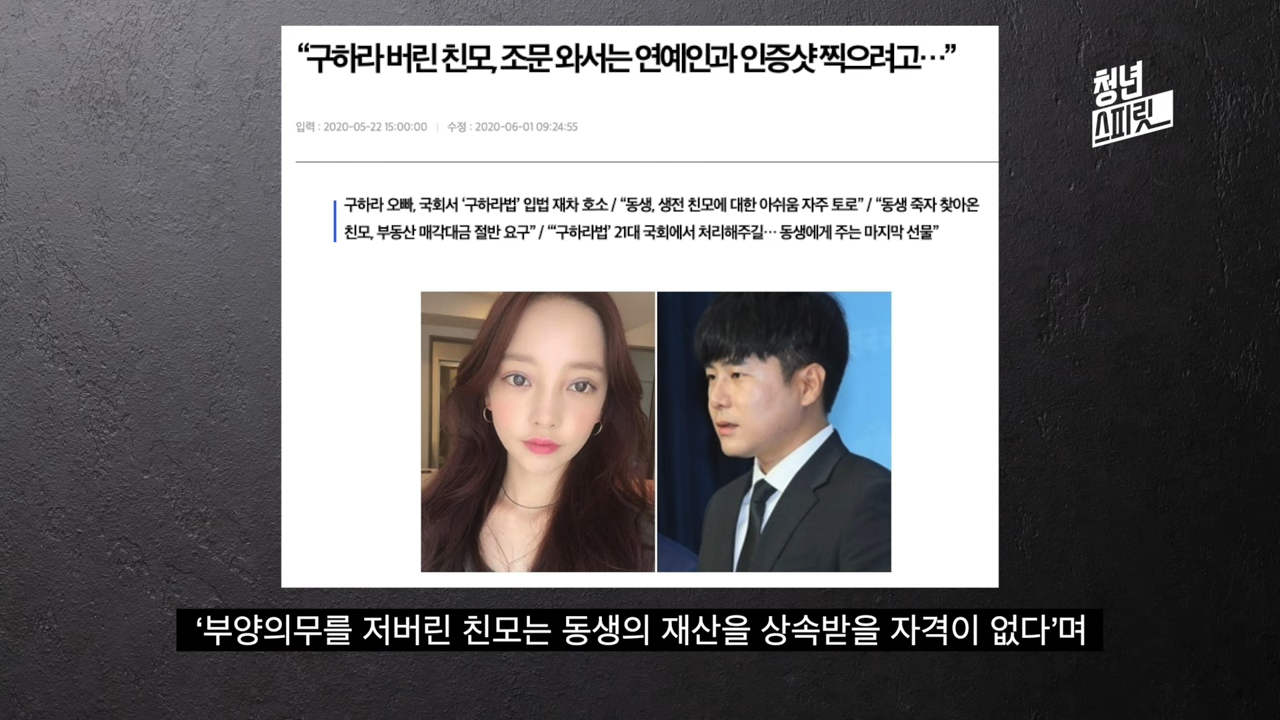 “구하라 버린 친모, 조문 와서는 연예인과 인증샷 찍으려고…”
청년
스피릿
입력 : 2020-05-22 15:00:00 | 수정 : 2020-06-01 09:24:55
구하라 오빠, 국회서 ‘구하라법’ 입법 재차 호소 / “동생, 생전 친모에 대한 아쉬움 자주 토로” / “동생 죽자 찾아온
친모, 부동산 매각대금 절반 요구” / “‘구하라법’ 21대 국회에서 처리해주길… 동생에게 주는 마지막 선물”
‘부양의무를 저버린 친모는 동생의 재산을 상속받을 자격이 없다’며